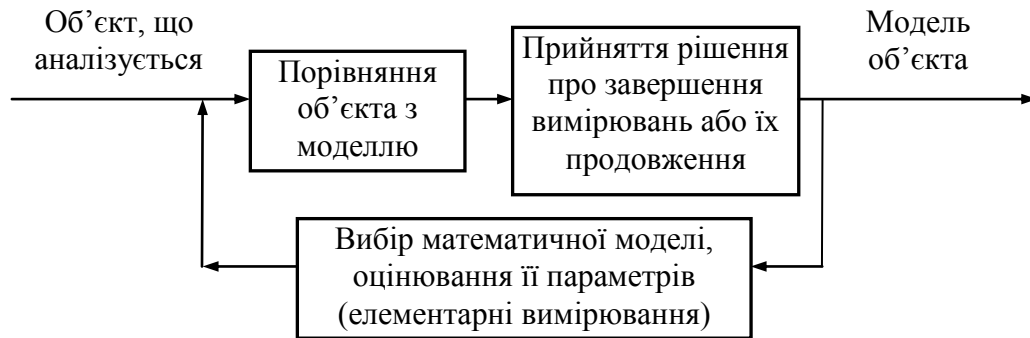 Об’єкт, що
аналізується
Порівняння
об’єкта з
моделлю
Прийняття рішення
про завершення
вимірювань або їх
продовження
Модель
об’єкта
Вибір математичної моделі,
оцінювання її параметрів
(елементарні вимірювання)